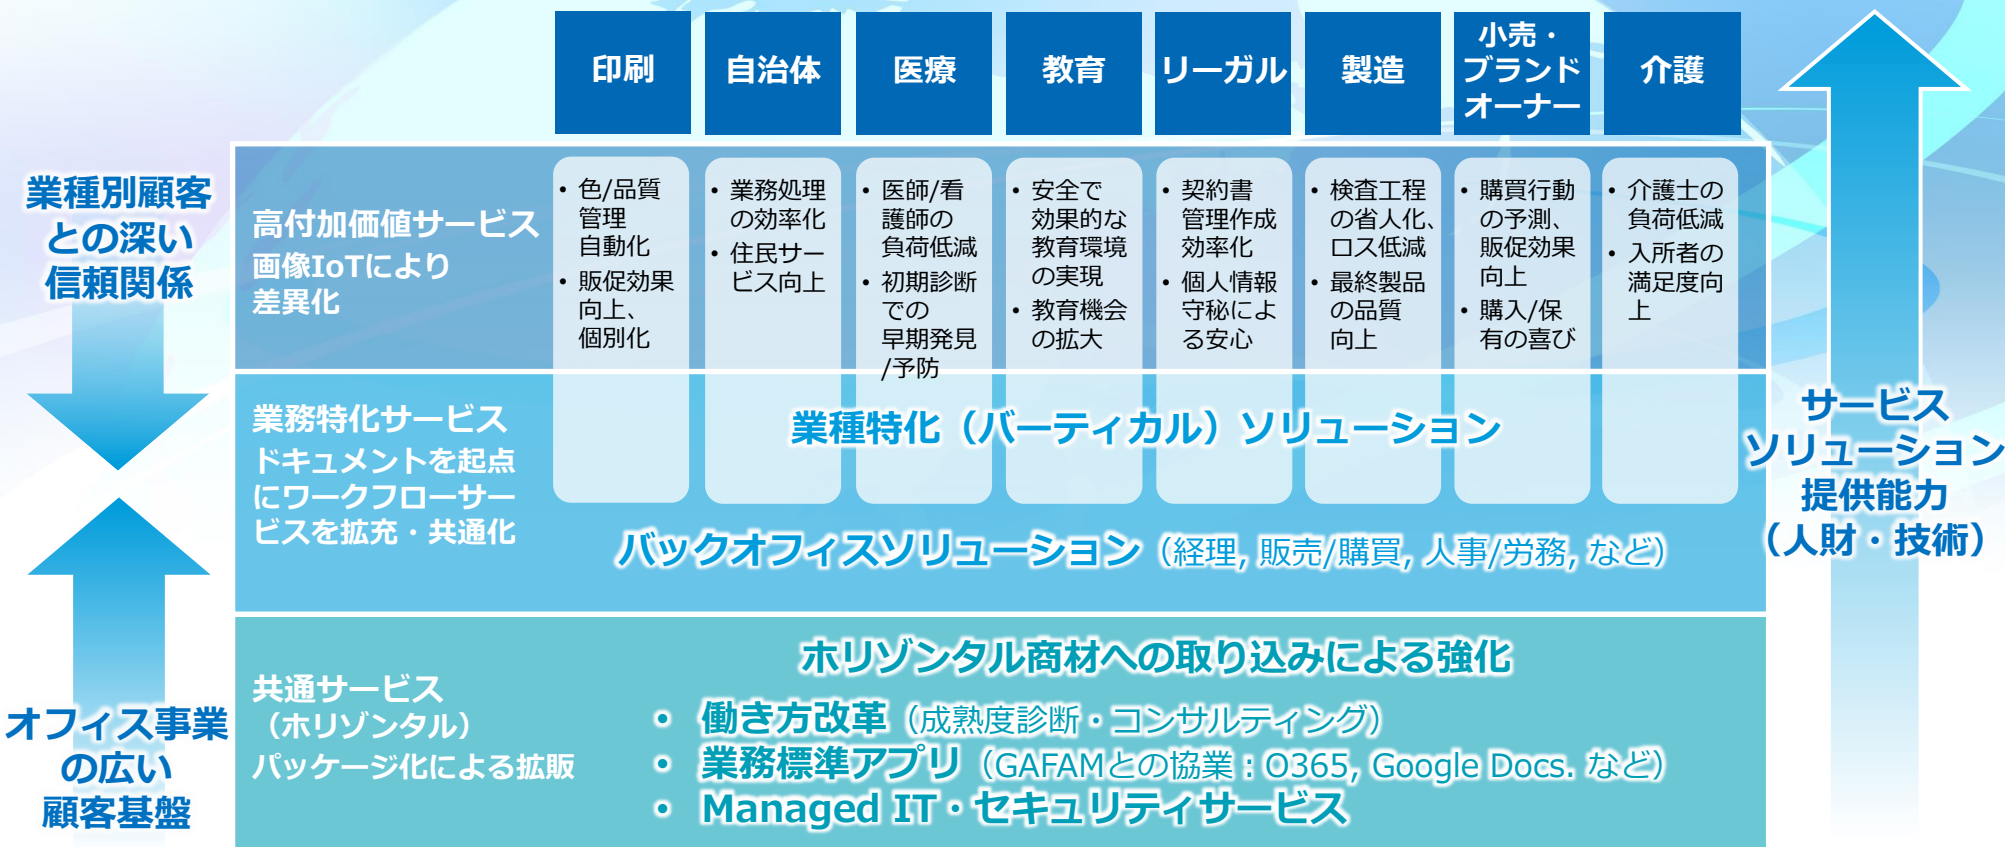 印刷
自治体
医療
教育
リーガル
製造
小売・
ブランド
オーナー
介護
業種別顧客
との深い
信頼関係
高付加価値サービス
画像IoTにより
差異化
• 色/品質
管理
自動化
• 販促効果
向上、
個別化
• 業務処理
の効率化
• 住民サー
ビス向上
• 医師/看
護師の
負荷低減
• 初期診断
での
早期発見
/予防
• 安全で
効果的な
教育環境
の実現
• 教育機会
の拡大
• 契約書
管理作成
効率化
• 個人情報
守秘によ
る安心
• 検査工程
の省人化、
ロス低減
• 最終製品
の品質
向上
• 購買行動
の予測、
販促効果
向上
• 購入/保
有の喜び
• 介護士の
負荷低減
• 入所者の
満足度向
上
業務特化サービス
ドキュメントを起点
にワークフローサー
ビスを拡充・共通化
業種特化（バーティカル）ソリューション
バックオフィスソリューション（経理, 販売/購買, 人事/労務, など）
サービス
ソリューション
提供能力
（人財・技術）
オフィス事業
の広い
顧客基盤
共通サービス
（ホリゾンタル）
パッケージ化による拡販
ホリゾンタル商材への取り込みによる強化
• 働き方改革（成熟度診断・コンサルティング）
• 業務標準アプリ（GAFAMとの協業：O365, Google Docs. など）
• Managed IT・セキュリティサービス